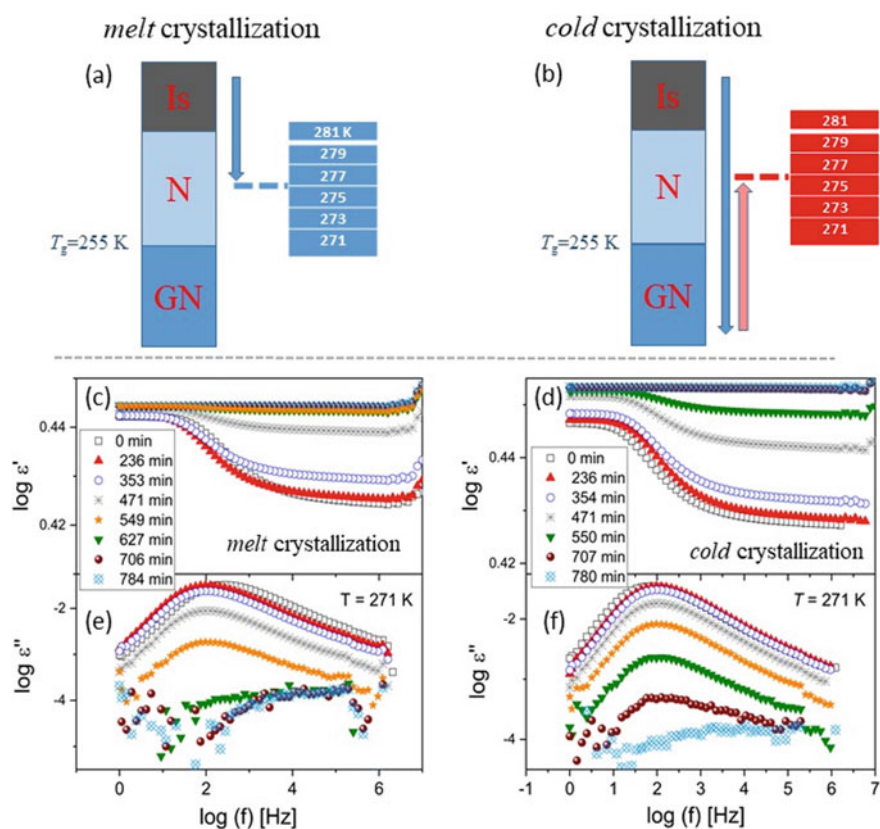 melt crystallization
cold crystallization
(a)
Is
N
GN
T_g=255 K
281 K
279
277
275
273
271
(b)
Is
N
GN
T_g=255 K
281
279
277
275
273
271
(c)
log ε'
0.44
0.42
0 min
236 min
353 min
471 min
549 min
627 min
706 min
784 min
melt crystallization
(d)
log ε'
0.44
0.42
0 min
236 min
354 min
471 min
550 min
707 min
780 min
cold crystallization
(e)
T = 271 K
log ε''
-2
-4
0 2 4 6
log (f) [Hz]
(f)
T = 271 K
log ε''
-2
-4
-1 0 1 2 3 4 5 6 7
log (f) [Hz]